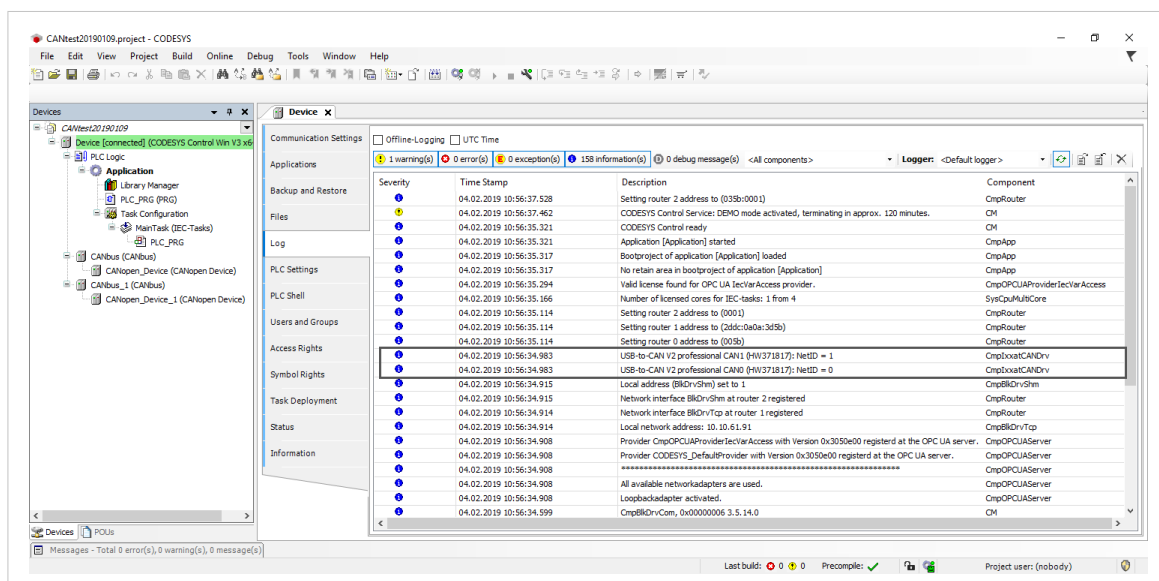 CANtest20190109.project - CODESYS
File Edit View Project Build Online Debug Tools Window Help
Devices
CANtest20190109
Device [connected] (CODESYS Control Win V3 x6
PLC Logic
Application
Library Manager
PLC_PRG (PRG)
Task Configuration
MainTask (IEC-Tasks)
PLC_PRG
CANbus (CANbus)
CANopen_Device (CANopen Device)
CANbus_1 (CANbus)
CANopen_Device_1 (CANopen Device)
Devices POUs
Device
Communication Settings
Applications
Backup and Restore
Files
Log
PLC Settings
PLC Shell
Users and Groups
Access Rights
Symbol Rights
Task Deployment
Status
Information
Offline-Logging UTC Time
1 warning(s) 0 error(s) 0 exception(s) 158 information(s) 0 debug message(s) <All components> Logger: <Default logger>
Severity Time Stamp Description Component
04.02.2019 10:56:37.528 Setting router 2 address to (035b:0001) CmpRouter
04.02.2019 10:56:37.462 CODESYS Control Service: DEMO mode activated, terminating in approx. 120 minutes. CM
04.02.2019 10:56:35.321 CODESYS Control ready CM
04.02.2019 10:56:35.321 Application [Application] started CmpApp
04.02.2019 10:56:35.317 Bootproject of application [Application] loaded CmpApp
04.02.2019 10:56:35.317 No retain area in bootproject of application [Application] CmpApp
04.02.2019 10:56:35.294 Valid license found for OPC UA IecVarAccess provider. CmpOPCUAProviderIecVarAccess
04.02.2019 10:56:35.166 Number of licensed cores for IEC-tasks: 1 from 4 SysCpuMultiCore
04.02.2019 10:56:35.114 Setting router 2 address to (0001) CmpRouter
04.02.2019 10:56:35.114 Setting router 1 address to (2ddc:0a0a:3d5b) CmpRouter
04.02.2019 10:56:35.114 Setting router 0 address to (005b) CmpRouter
04.02.2019 10:56:34.983 USB-to-CAN V2 professional CAN1 (HW371817): NetID = 1 CmpIxxatCANDrv
04.02.2019 10:56:34.983 USB-to-CAN V2 professional CAN0 (HW371817): NetID = 0 CmpIxxatCANDrv
04.02.2019 10:56:34.915 Local address (BlkDrvShm) set to 1 CmpBlkDrvShm
04.02.2019 10:56:34.915 Network interface BlkDrvShm at router 2 registered CmpRouter
04.02.2019 10:56:34.915 Network interface BlkDrvTcp at router 1 registered CmpRouter
04.02.2019 10:56:34.914 Local network address: 10.10.61.91 CmpBlkDrvTcp
04.02.2019 10:56:34.908 Provider CmpOPCUAProviderIecVarAccess with Version 0x3050e00 registerd at the OPC UA server. CmpOPCUAServer
04.02.2019 10:56:34.908 Provider CODESYS_DefaultProvider with Version 0x3050e00 registerd at the OPC UA server. CmpOPCUAServer
04.02.2019 10:56:34.908 CmpOPCUAServer
04.02.2019 10:56:34.908 All available networkadapters are used. CmpOPCUAServer
04.02.2019 10:56:34.908 Loopbackadapter activated. CmpOPCUAServer
04.02.2019 10:56:34.599 CmpBlkDrvCom, 0x00000006 3.5.14.0 CM
Messages - Total 0 error(s), 0 warning(s), 0 message(s)
Last build: 0 0 Precompile: Project user: (nobody)